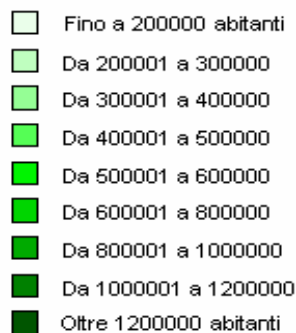 Fino a 200000 abitanti
Da 200001 a 300000
Da 300001 a 400000
Da 400001 a 500000
Da 500001 a 600000
Da 600001 a 800000
Da 800001 a 1000000
Da 1000001 a 1200000
Oltre 1200000 abitanti